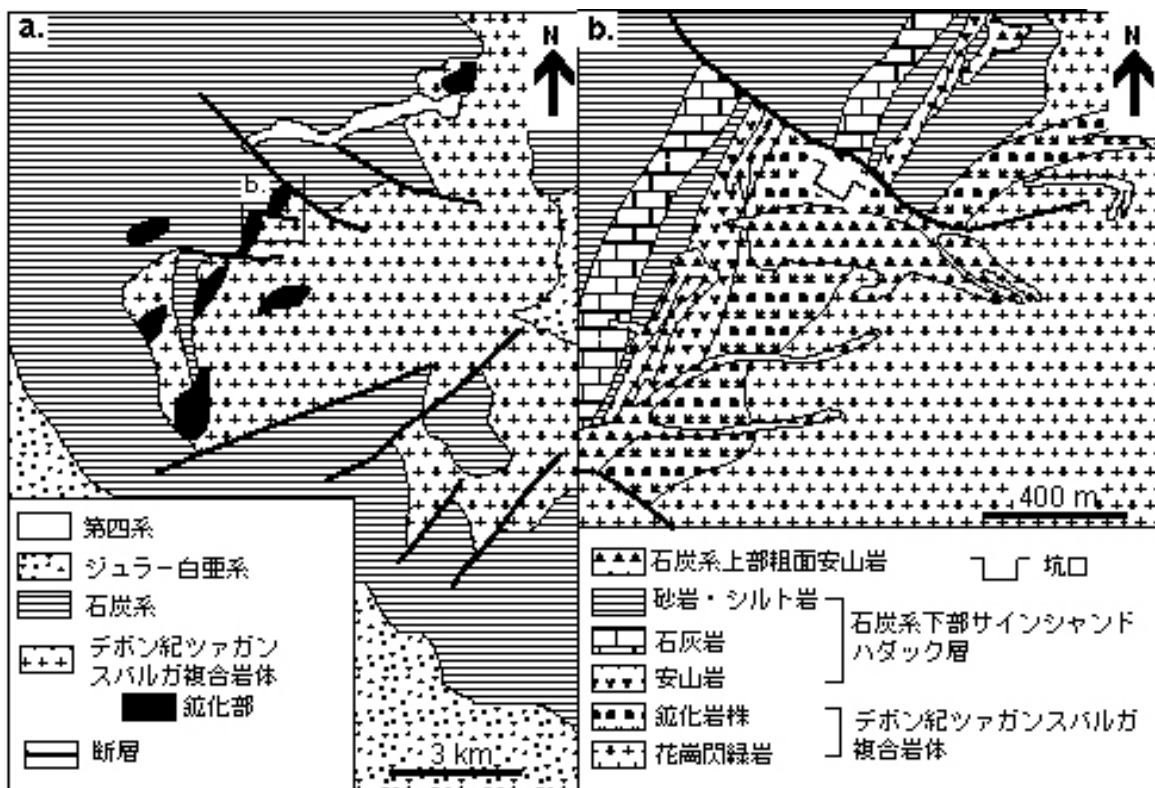 a.
N
b.
第四系
ジュラー白亜系
石炭系
デボン紀ツァガン
スバルガ複合岩体
鉱化部
断層
3 km
b.
N
400 m
石炭系上部粗面安山岩
坑口
砂岩・シルト岩
石灰岩
安山岩
石炭系下部サインシャンド
ハダック層
鉱化岩株
花崗閃緑岩
デボン紀ツァガンスバルガ
複合岩体